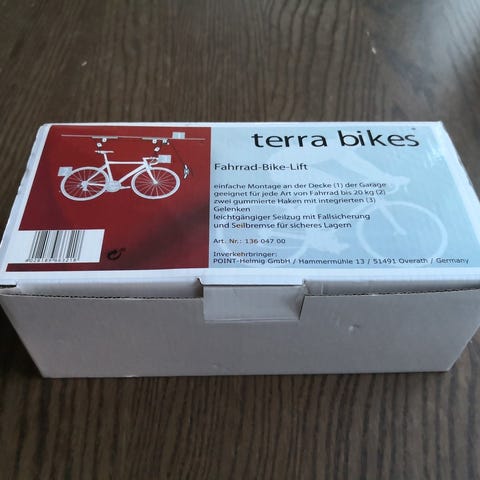 terra bikes
Fahrrad-Bike-Lift
einfache Montage an der Decke (1) der Garage
geeignet für jede Art von Fahrrad bis 20 kg (2)
zwei gummierte Haken mit integrierten (3)
Gelenken
leichtgängiger Seilzug mit Fallsicherung
und Seilbremse für sicheres Lagern
Art. Nr.: 136 047 00
Inverkehrbringer:
POINT-Helmig GmbH / Hammermühle 13 / 51491 Overath / Germany